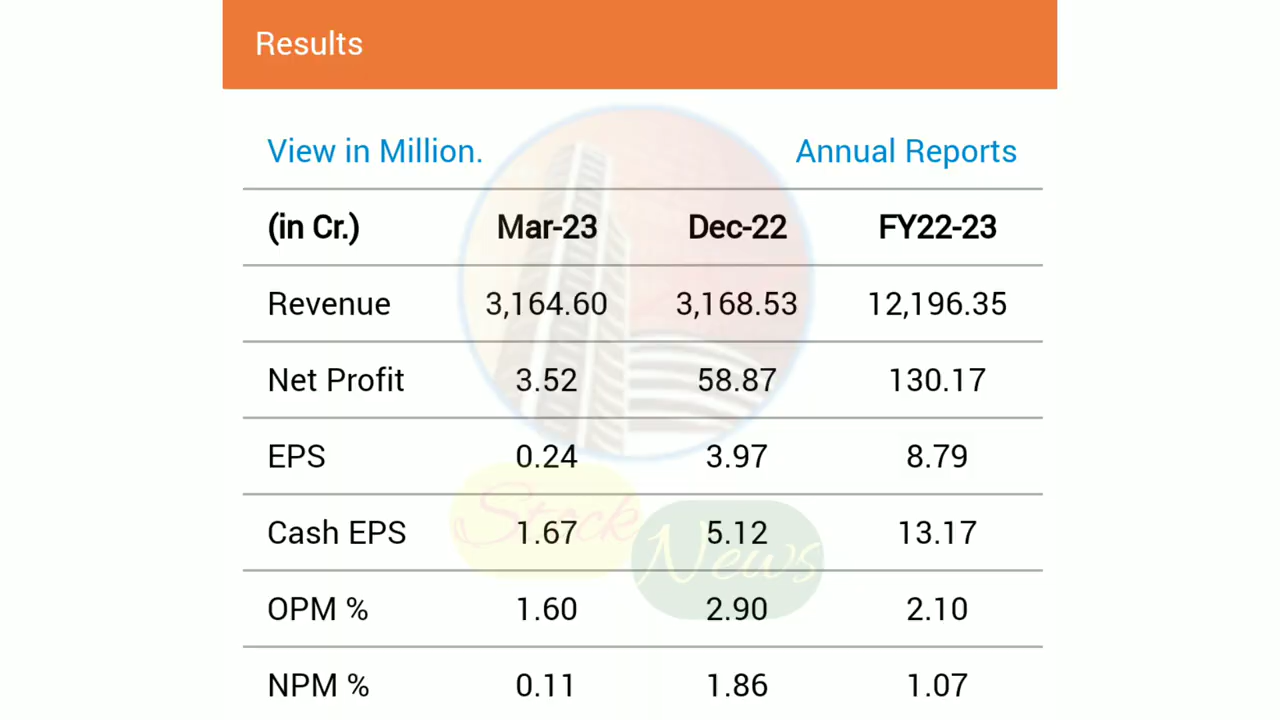 Results
View in Million. Annual Reports
(in Cr.) Mar-23 Dec-22 FY22-23
Revenue 3,164.60 3,168.53 12,196.35
Net Profit 3.52 58.87 130.17
EPS 0.24 3.97 8.79
Cash EPS 1.67 5.12 13.17
Stock
News
OPM % 1.60 2.90 2.10
NPM % 0.11 1.86 1.07